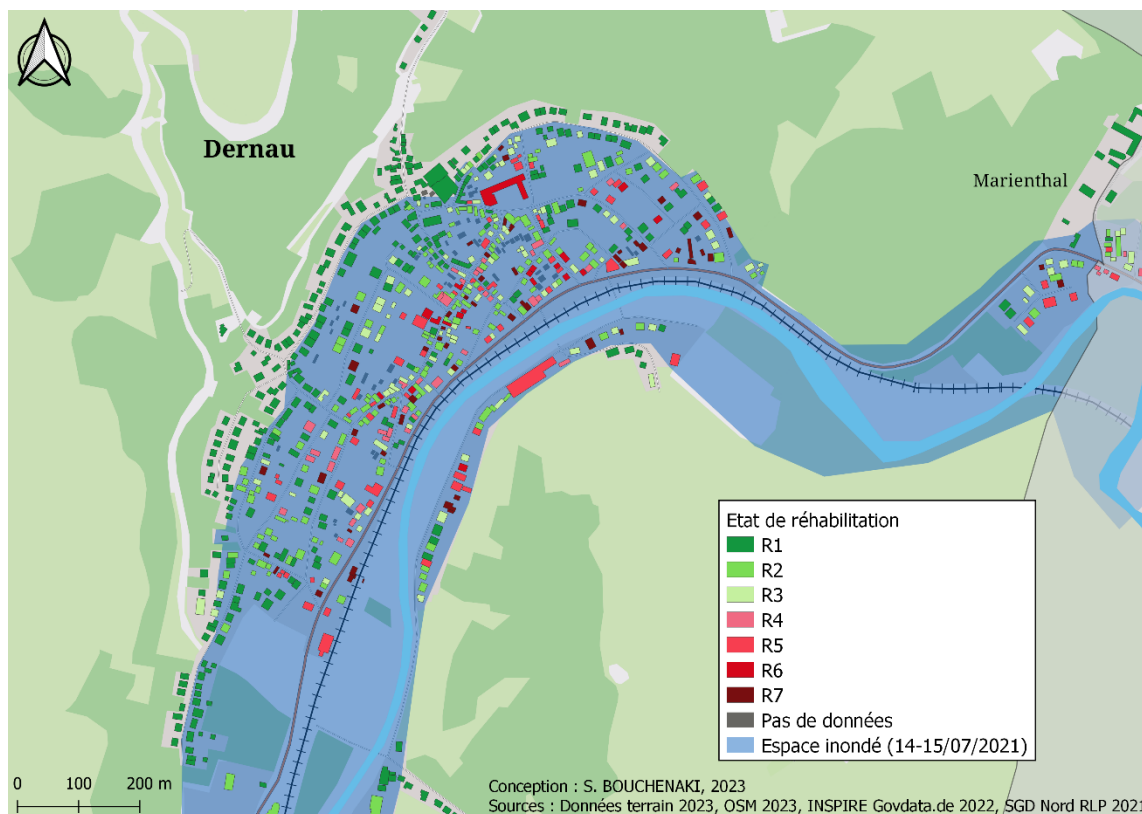 Dernau
Marienthal
Etat de réhabilitation
R1
R2
R3
R4
R5
R6
R7
Pas de données
Espace inondé (14-15/07/2021)
0 100 200 m
Conception : S. BOUCHENAKI, 2023
Sources : Données terrain 2023, OSM 2023, INSPIRE Govdata.de 2022, SGD Nord RLP 2021